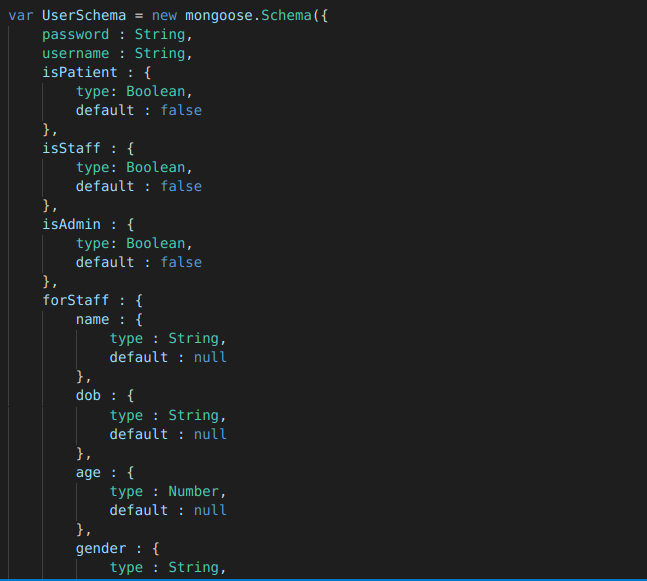 var UserSchema = new mongoose.Schema({
    password : String,
    username : String,
    isPatient : {
        type: Boolean,
        default : false
    },
    isStaff : {
        type: Boolean,
        default : false
    },
    isAdmin : {
        type: Boolean,
        default : false
    },
    forStaff : {
        name : {
            type : String,
            default : null
        },
        dob : {
            type : String,
            default : null
        },
        age : {
            type : Number,
            default : null
        },
        gender : {
            type : String,